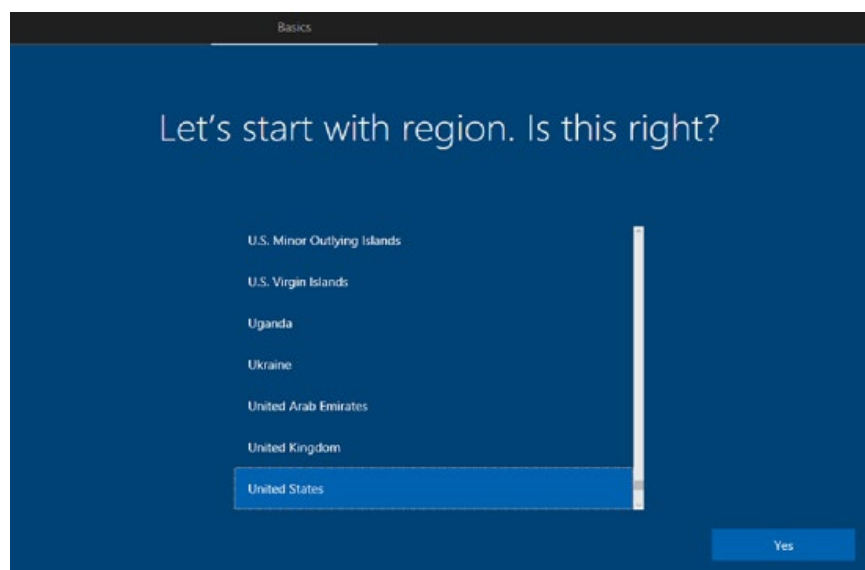 Basics
Let's start with region. Is this right?
U.S. Minor Outlying Islands
U.S. Virgin Islands
Uganda
Ukraine
United Arab Emirates
United Kingdom
United States
Yes